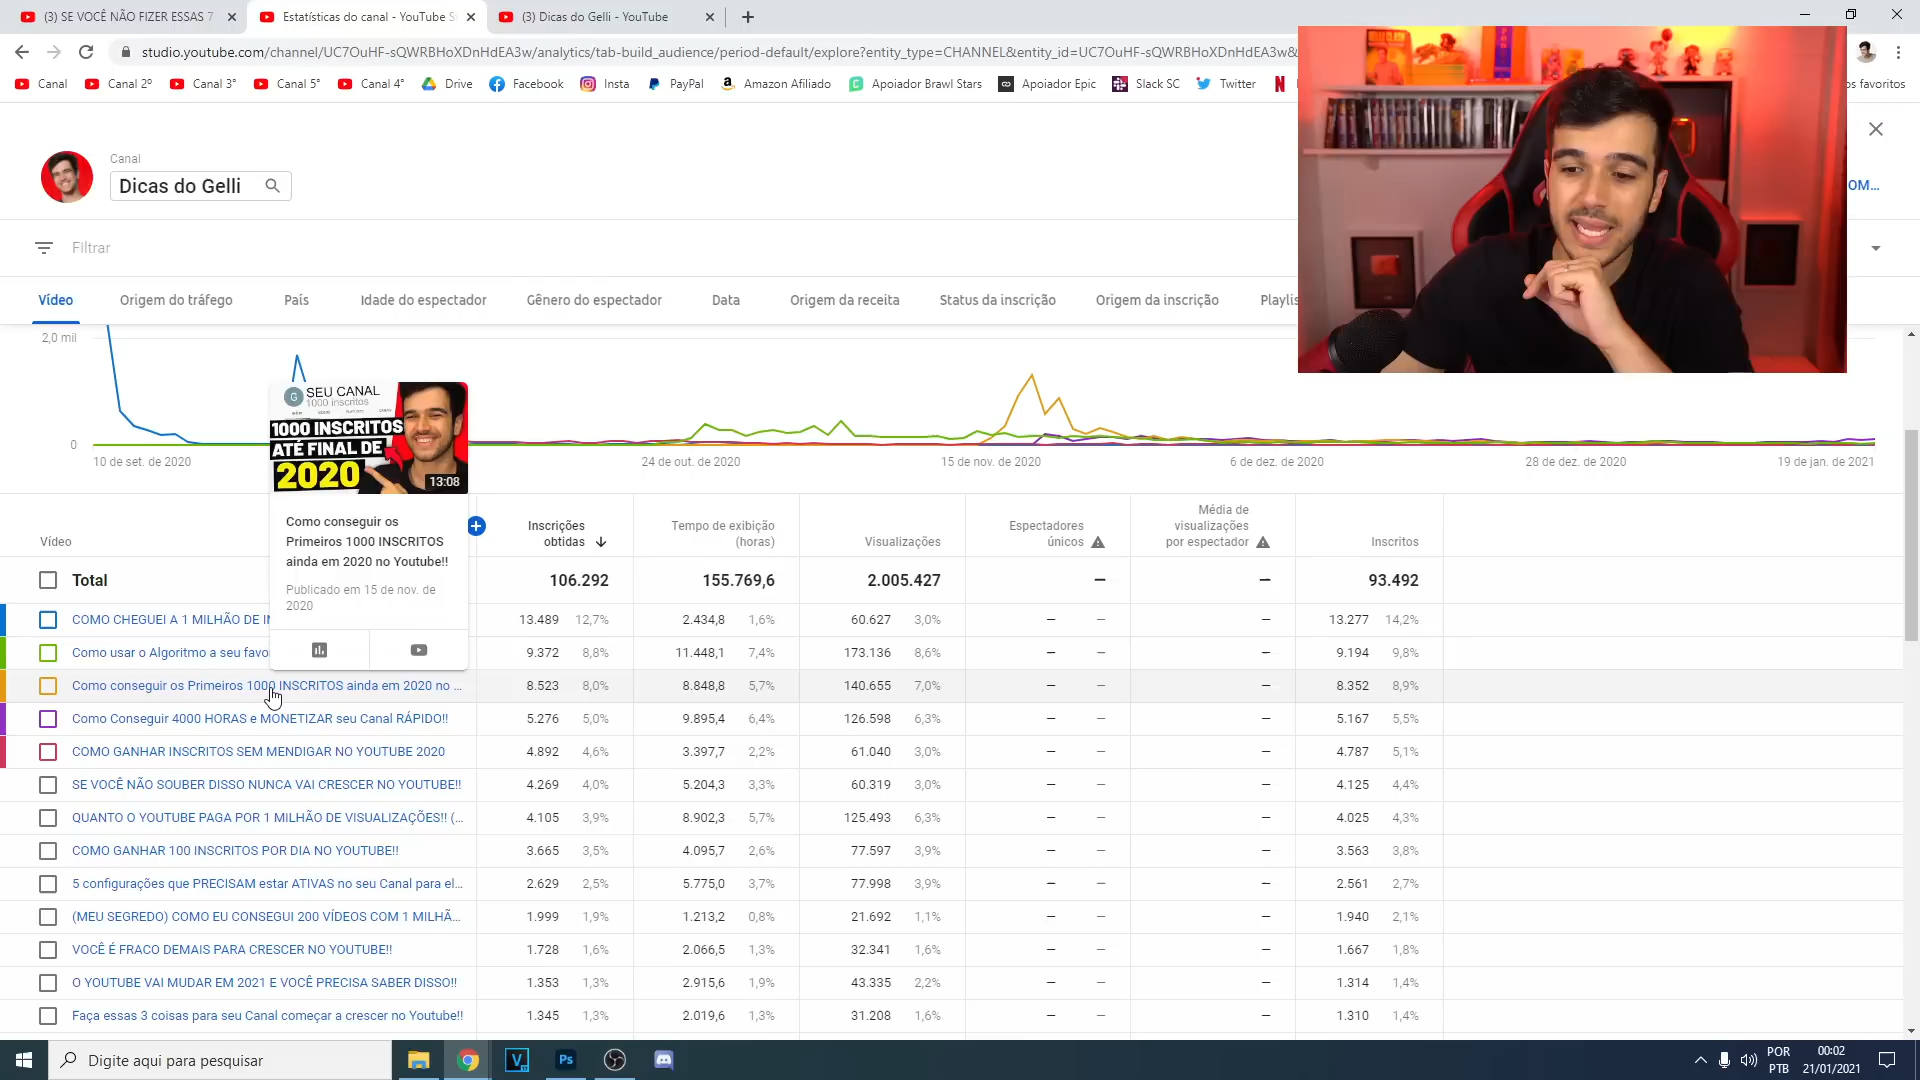 (3) SE VOCÊ NÃO FIZER ESSAS 7
Estatísticas do canal - YouTube S
(3) Dicas do Gelli - YouTube
studio.youtube.com/channel/UC7OuHF-sQWRBHoXDnHdEA3w/analytics/tab-build_audience/period-default/explore?entity_type=CHANNEL&entity_id=UC7OuHF-sQWRBHoXDnHdEA3w&
Canal
Canal 2º
Canal 3°
Canal 5°
Canal 4°
Drive
Facebook
Insta
PayPal
Amazon Afiliado
Apoiador Brawl Stars
Apoiador Epic
Slack SC
Twitter
os favoritos
Canal
Dicas do Gelli
OM...
Filtrar
Vídeo
Origem do tráfego
País
Idade do espectador
Gênero do espectador
Data
Origem da receita
Status da inscrição
Origem da inscrição
Playlis
2,0 mil
0
10 de set. de 2020
24 de out. de 2020
15 de nov. de 2020
6 de dez. de 2020
28 de dez. de 2020
19 de jan. de 2021
G
SEU CANAL
1000 inscritos
1000 INSCRITOS
ATÉ FINAL DE
2020
13:08
Como conseguir os
Primeiros 1000 INSCRITOS
ainda em 2020 no Youtube!!
Publicado em 15 de nov. de
2020
Vídeo
Inscrições
obtidas
Tempo de exibição
(horas)
Visualizações
Espectadores
únicos
Média de
visualizações
por espectador
Inscritos
Total 106.292 155.769,6 2.005.427 — — 93.492
COMO CHEGUEI A 1 MILHÃO DE IN 13.489 12,7% 2.434,8 1,6% 60.627 3,0% — — — 13.277 14,2%
Como usar o Algoritmo a seu favo 9.372 8,8% 11.448,1 7,4% 173.136 8,6% — — — 9.194 9,8%
Como conseguir os Primeiros 1000 INSCRITOS ainda em 2020 no ... 8.523 8,0% 8.848,8 5,7% 140.655 7,0% — — — 8.352 8,9%
Como Conseguir 4000 HORAS e MONETIZAR seu Canal RÁPIDO!! 5.276 5,0% 9.895,4 6,4% 126.598 6,3% — — — 5.167 5,5%
COMO GANHAR INSCRITOS SEM MENDIGAR NO YOUTUBE 2020 4.892 4,6% 3.397,7 2,2% 61.040 3,0% — — — 4.787 5,1%
SE VOCÊ NÃO SOUBER DISSO NUNCA VAI CRESCER NO YOUTUBE!! 4.269 4,0% 5.204,3 3,3% 60.319 3,0% — — — 4.125 4,4%
QUANTO O YOUTUBE PAGA POR 1 MILHÃO DE VISUALIZAÇÕES!! (... 4.105 3,9% 8.902,3 5,7% 125.493 6,3% — — — 4.025 4,3%
COMO GANHAR 100 INSCRITOS POR DIA NO YOUTUBE!! 3.665 3,5% 4.095,7 2,6% 77.597 3,9% — — — 3.563 3,8%
5 configurações que PRECISAM estar ATIVAS no seu Canal para el... 2.629 2,5% 5.775,0 3,7% 77.998 3,9% — — — 2.561 2,7%
(MEU SEGREDO) COMO EU CONSEGUI 200 VÍDEOS COM 1 MILHÃ... 1.999 1,9% 1.213,2 0,8% 21.692 1,1% — — — 1.940 2,1%
VOCÊ É FRACO DEMAIS PARA CRESCER NO YOUTUBE!! 1.728 1,6% 2.066,5 1,3% 32.341 1,6% — — — 1.667 1,8%
O YOUTUBE VAI MUDAR EM 2021 E VOCÊ PRECISA SABER DISSO!! 1.353 1,3% 2.915,6 1,9% 43.335 2,2% — — — 1.314 1,4%
Faça essas 3 coisas para seu Canal começar a crescer no Youtube!! 1.345 1,3% 2.019,6 1,3% 31.208 1,6% — — — 1.310 1,4%
Digite aqui para pesquisar
V
Ps
POR
PTB
00:02
21/01/2021